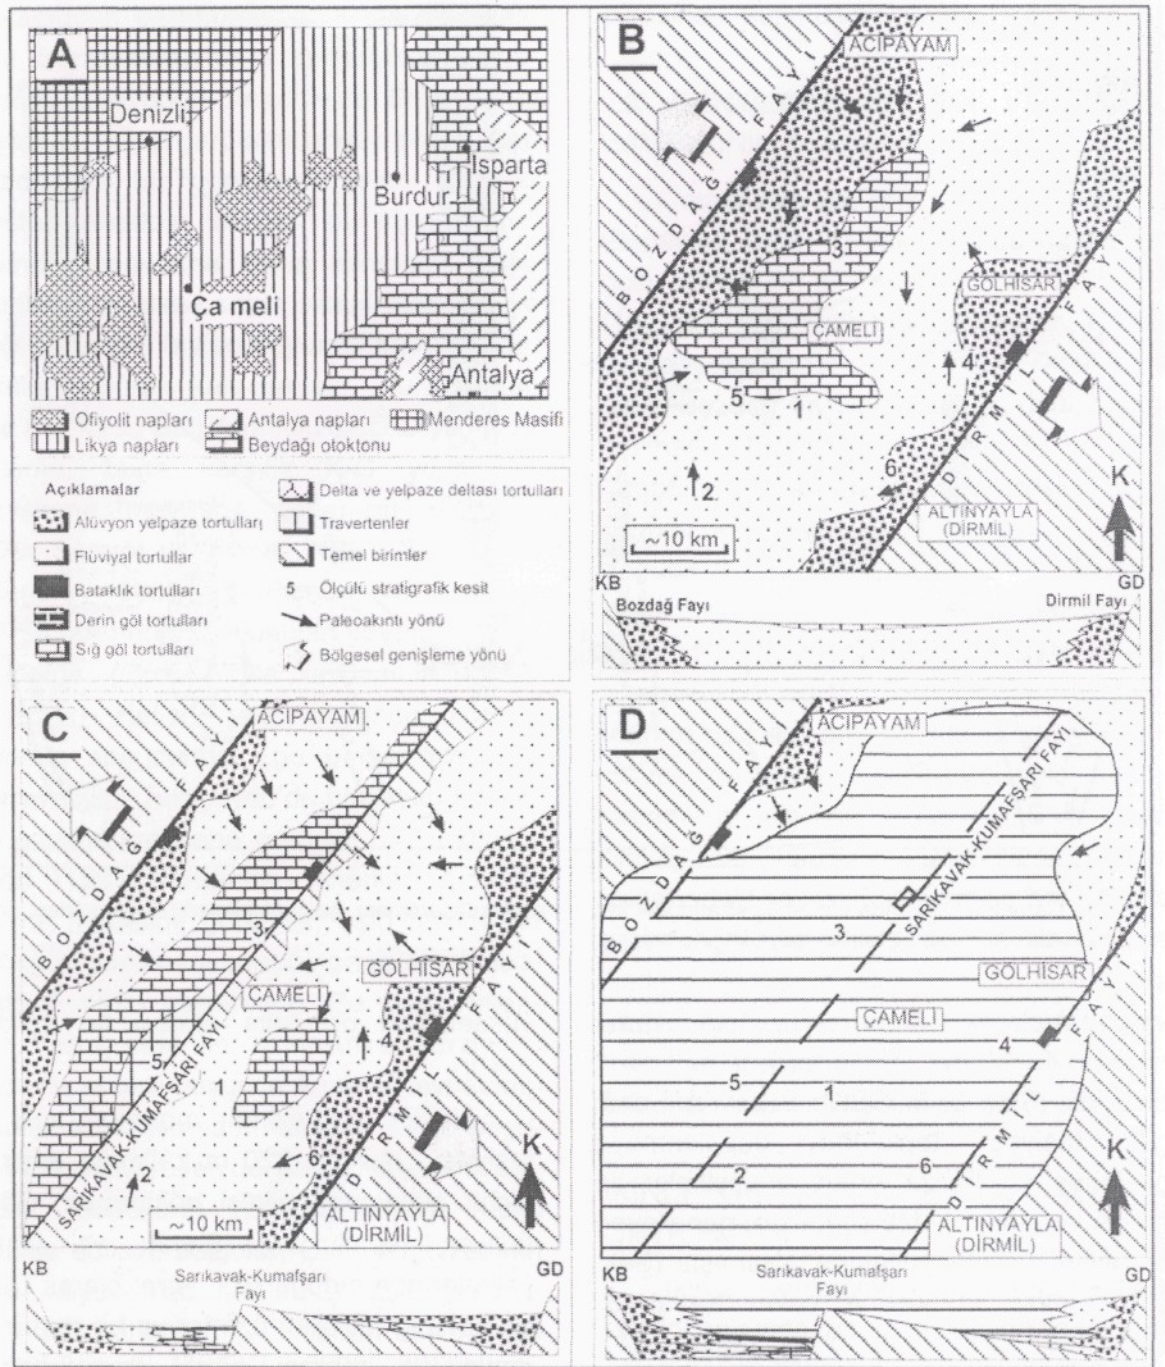 A
Denizli
Isparta
Burdur
Ça meli
Antalya
Ofiyolit napları
Antalya napları
Menderes Masifi
Likya napları
Beydağı otoktonu
Açıklamalar
Alüvyon yelpaze tortulları
Flüviyal tortullar
Bataklık tortulları
Derin göl tortulları
Sığ göl tortulları
Delta ve yelpaze deltası tortulları
Travertenler
Temel birimler
5 Ölçülü stratigrafik kesit
Paleoakıntı yönü
Bölgesel genişleme yönü
B
ACIPAYAM
BOZDAĞ FAYI
3
GÖLHİSAR
ÇAMELİ
4
5
1
6
2
DİRMİL FAY
ALTINYAYLA
(DİRMİL)
K
~10 km
KB
GD
Bozdağ Fayı
Dirmil Fayı
C
ACIPAYAM
BOZDAĞ FAY
3
GÖLHİSAR
ÇAMELİ
5
4
1
SARIKAVAK-KUMAFŞARI FAYI
2
6
DİRMİL FAY
K
~10 km
ALTINYAYLA
(DİRMİL)
KB
Sarıkavak-Kumafşarı
Fayı
GD
D
ACIPAYAM
BOZDAĞ FAY
SARIKAVAK-KUMAFŞARI FAYI
3
GÖLHİSAR
ÇAMELİ
4
5
1
2
6
DİRMİL FAYI
K
ALTINYAYLA
(DİRMİL)
KB
Sarıkavak-Kumafşarı
Fayı
GD